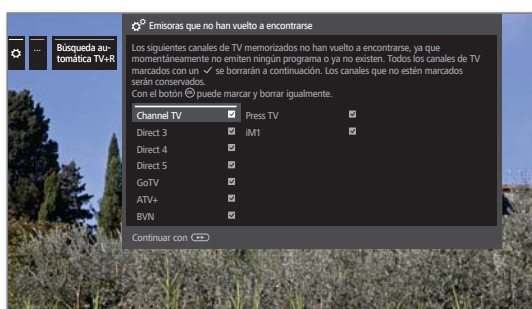 Emisoras que no han vuelto a encontrarse
...
Búsqueda au-
tomática TV+R
Los siguientes canales de TV memorizados no han vuelto a encontrarse, ya que
momentáneamente no emiten ningún programa o ya no existen. Todos los canales de TV
marcados con un ✓ se borrarán a continuación. Los canales que no estén marcados
serán conservados.
Con el botón OK puede marcar y borrar igualmente.
Channel TV
Press TV
Direct 3
iM1
Direct 4
Direct 5
GoTV
ATV+
BVN
Continuar con